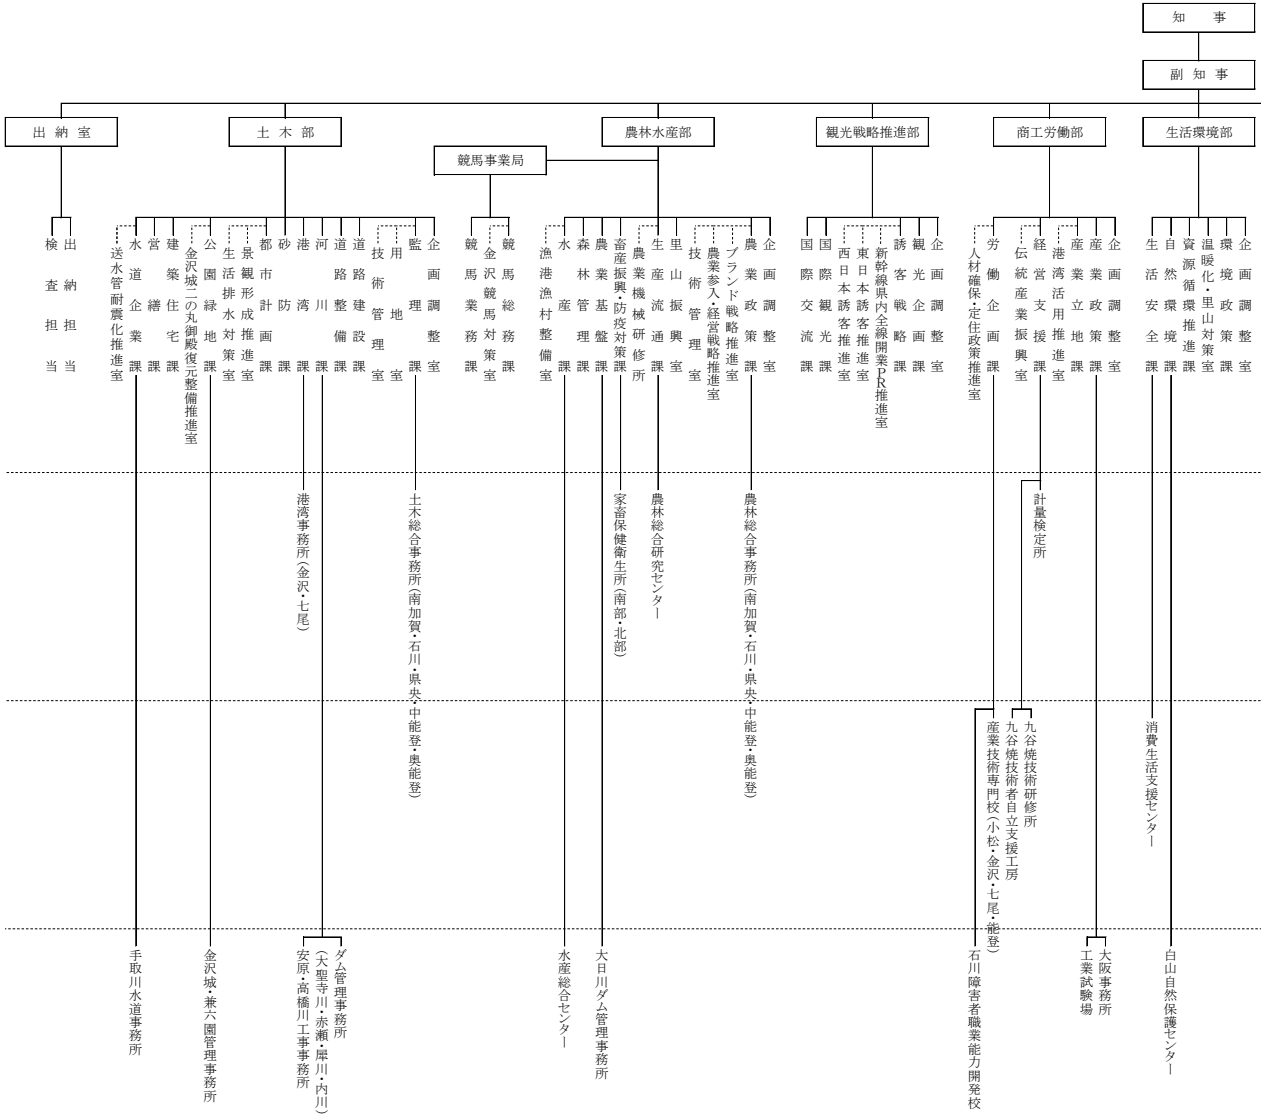 知事
副知事
生活環境部
商工労働部
観光戦略推進部
農林水産部
競馬事業局
土木部
出納室
企画調整室
環境政策課
温暖化・里山対策室
資源循環推進課
自然環境課
生活安全課
企画調整室
産業政策課
産業立地課
港湾活用推進室
経営支援課
伝統産業振興室
労働企画課
人材確保・定住政策推進室
企画調整室
観光企画課
誘客戦略課
新幹線県内全線開業PR推進室
東日本誘客推進室
西日本誘客推進室
国際観光課
国際交流課
企画調整室
農業政策課
ブランド戦略推進室
農業参入・経営戦略推進室
技術管理室
里山振興室
生産流通課
農業機械研修所
畜産振興・防疫対策課
農業基盤課
森林管理課
水産課
漁港漁村整備室
競馬総務課
金沢競馬対策室
競馬業務課
企画調整室
監理課
用地室
技術管理室
道路建設課
道路整備課
河川課
港湾課
砂防課
都市計画課
景観形成推進室
生活排水対策室
公園緑地課
金沢城二の丸御殿復元整備推進室
建築住宅課
営繕課
水道企業課
送水管耐震化推進室
出納担当
検査担当
計量検定所
農林総合事務所(南加賀・石川・県央・中能登・奥能登)
農林総合研究センター
家畜保健衛生所(南部・北部)
土木総合事務所(南加賀・石川・県央・中能登・奥能登)
港湾事務所(金沢・七尾)
消費生活支援センター
九谷焼技術研修所
九谷焼技術者自立支援工房
産業技術専門校(小松・金沢・七尾・能登)
白山自然保護センター
大阪事務所
工業試験場
石川障害者職業能力開発校
大日川ダム管理事務所
水産総合センター
ダム管理事務所
(大聖寺川・赤瀬・犀川・内川)
安原・高橋川工事事務所
金沢城・兼六園管理事務所
手取川水道事務所